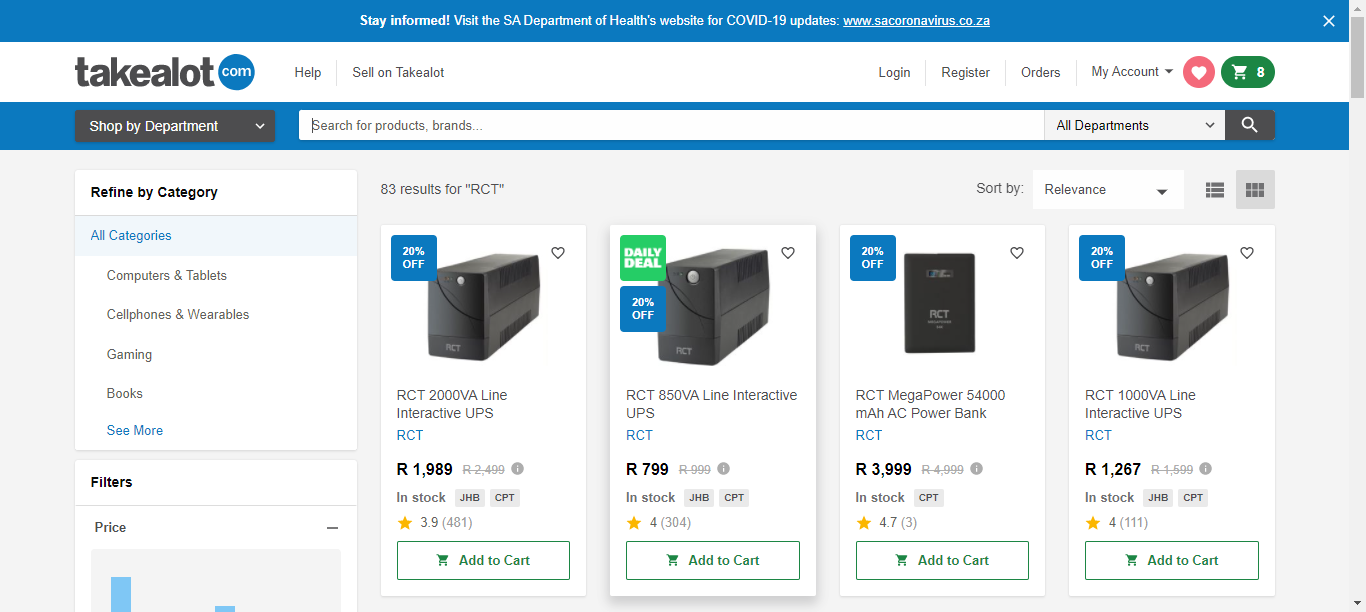 Stay informed! Visit the SA Department of Health's website for COVID-19 updates: www.sacoronavirus.co.za
takealot com
Help
Sell on Takealot
Login
Register
Orders
My Account
8
Shop by Department
Search for products, brands...
All Departments
Refine by Category
All Categories
Computers & Tablets
Cellphones & Wearables
Gaming
Books
See More
Filters
Price
83 results for "RCT"
Sort by:
Relevance
20%
OFF
RCT
RCT 2000VA Line
Interactive UPS
RCT
R 1,989 R 2,499
In stock JHB CPT
3.9 (481)
Add to Cart
DAILY
DEAL
20%
OFF
RCT
RCT 850VA Line Interactive
UPS
RCT
R 799 R 999
In stock JHB CPT
4 (304)
Add to Cart
20%
OFF
RCT
RCT MegaPower 54000
mAh AC Power Bank
RCT
R 3,999 R 4,999
In stock CPT
4.7 (3)
Add to Cart
20%
OFF
RCT
RCT 1000VA Line
Interactive UPS
RCT
R 1,267 R 1,599
In stock JHB CPT
4 (111)
Add to Cart